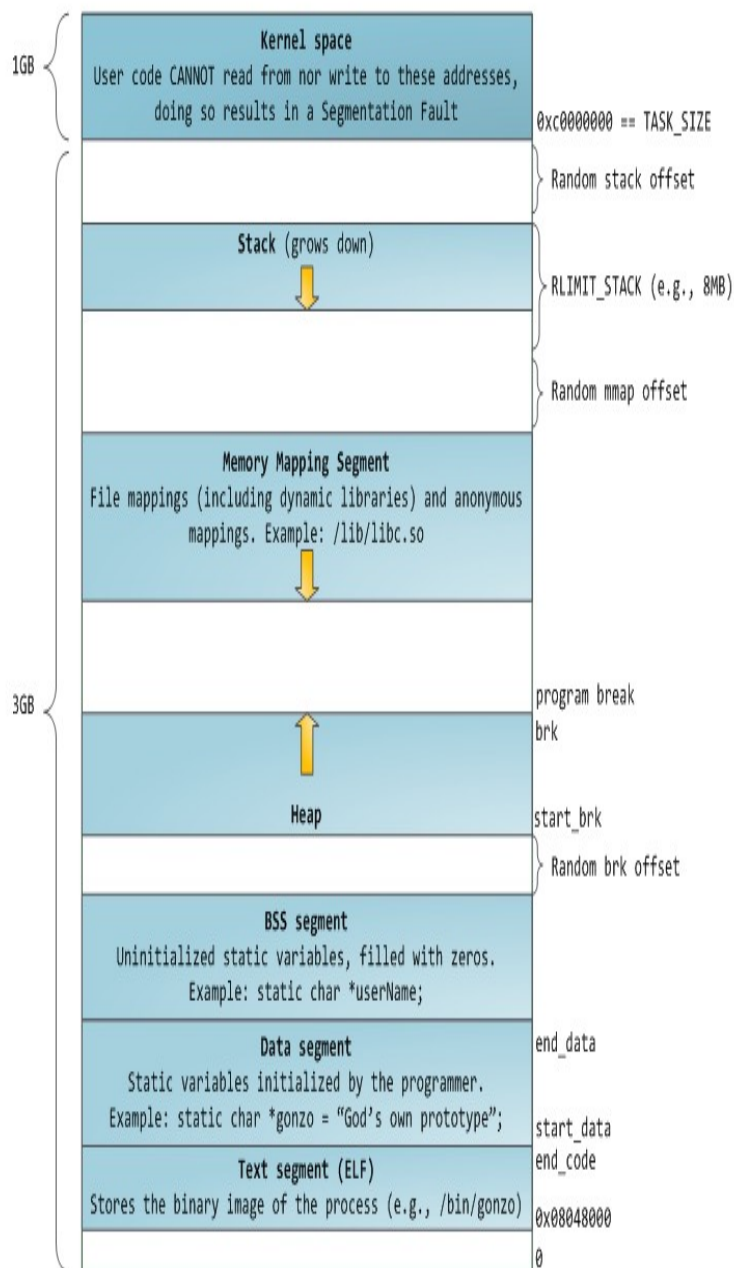 Kernel space
1GB
User code CANNOT read from nor write to these addresses,
doing so results in a Segmentation Fault
0xc0000000 == TASK_SIZE
Random stack offset
Stack (grows down)
RLIMIT_STACK (e.g., 8MB)
Random mmap offset
Memory Mapping Segment
File mappings (including dynamic libraries) and anonymous
mappings. Example: /lib/libc.so
3GB
program break
brk
Heap
start_brk
Random brk offset
BSS segment
Uninitialized static variables, filled with zeros.
Example: static char *userName;
Data segment
end_data
Static variables initialized by the programmer.
Example: static char *gonzo = “God’s own prototype”;
start_data
end_code
Text segment (ELF)
Stores the binary image of the process (e.g., /bin/gonzo)
0x08048000
0